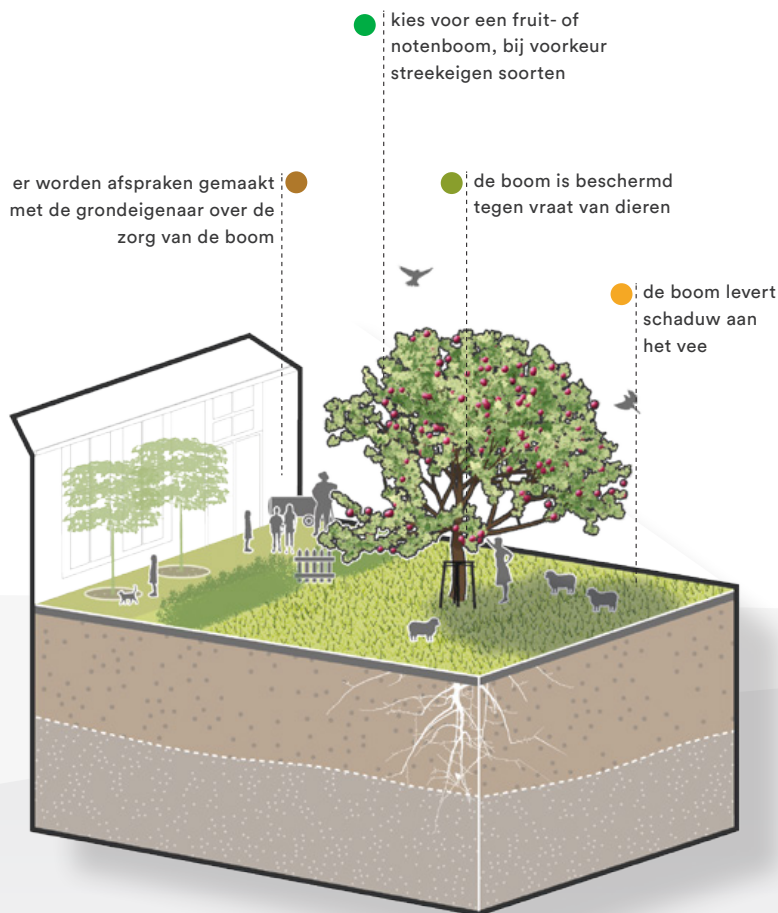 kies voor een fruit- of
notenboom, bij voorkeur
streekeigen soorten
er worden afspraken gemaakt
met de grondeigenaar over de
zorg van de boom
de boom is beschermd
tegen vraat van dieren
de boom levert
schaduw aan
het vee